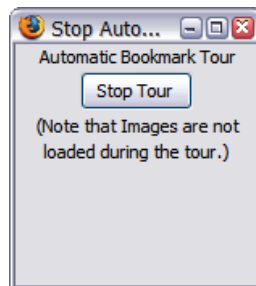 Stop Auto...
Automatic Bookmark Tour
Stop Tour
(Note that Images are not
loaded during the tour.)